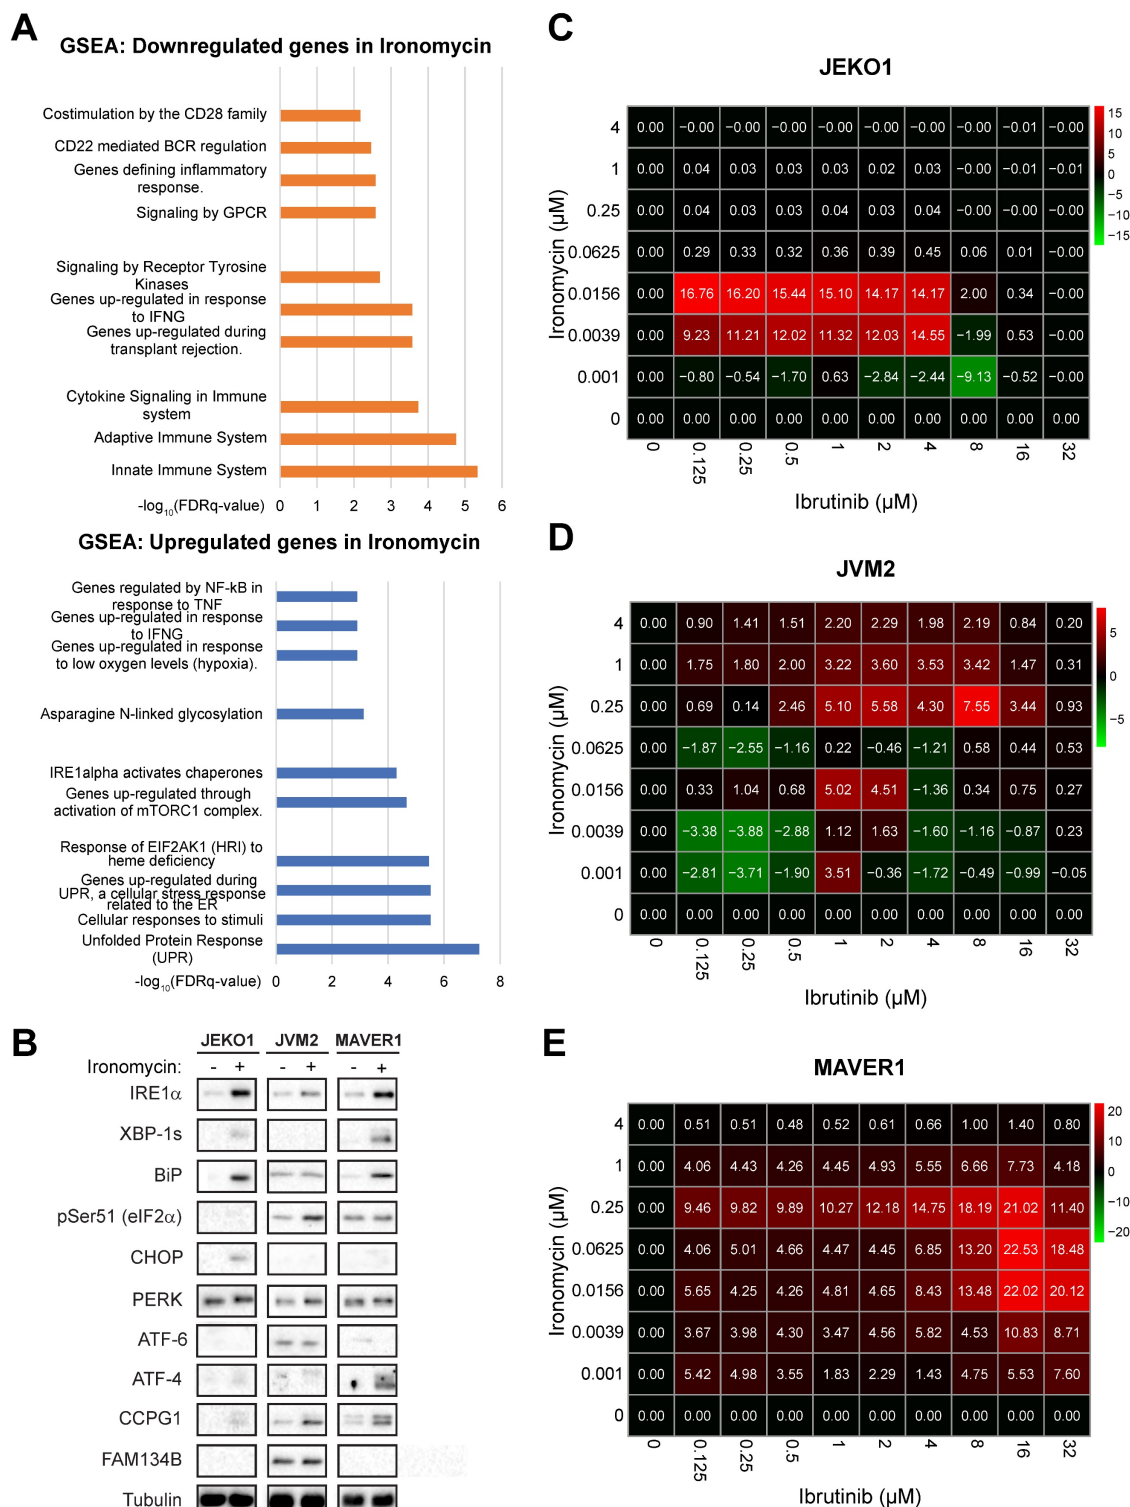 A
GSEA: Downregulated genes in Ironomycin
Costimulation by the CD28 family
CD22 mediated BCR regulation
Genes defining inflammatory
response.
Signaling by GPCR
Signaling by Receptor Tyrosine
Kinases
Genes up-regulated in response
to IFNG
Genes up-regulated during
transplant rejection.
Cytokine Signaling in Immune
system
Adaptive Immune System
Innate Immune System
-log10(FDRq-value) 0 1 2 3 4 5 6
GSEA: Upregulated genes in Ironomycin
Genes regulated by NF-kB in
response to TNF
Genes up-regulated in response
to IFNG
Genes up-regulated in response
to low oxygen levels (hypoxia).
Asparagine N-linked glycosylation
IRE1alpha activates chaperones
Genes up-regulated through
activation of mTORC1 complex.
Response of EIF2AK1 (HRI) to
heme deficiency
Genes up-regulated during
UPR, a cellular stress response
related to the ER
Cellular responses to stimuli
Unfolded Protein Response
(UPR)
-log10(FDRq-value) 0 2 4 6 8
B
JEKO1 JVM2 MAVER1
Ironomycin: - + - + - +
IRE1α
XBP-1s
BiP
pSer51 (eIF2α)
CHOP
PERK
ATF-6
ATF-4
CCPG1
FAM134B
Tubulin
C
JEKO1
Ironomycin (µM)
4 0.00 −0.00 −0.00 −0.00 −0.00 −0.00 −0.00 −0.00 −0.01 −0.00
1 0.00 0.04 0.03 0.03 0.03 0.02 0.03 −0.00 −0.01 −0.01
0.25 0.00 0.04 0.03 0.03 0.04 0.03 0.04 −0.00 −0.00 −0.00
0.0625 0.00 0.29 0.33 0.32 0.36 0.39 0.45 0.06 0.01 −0.00
0.0156 0.00 16.76 16.20 15.44 15.10 14.17 14.17 2.00 0.34 −0.00
0.0039 0.00 9.23 11.21 12.02 11.32 12.03 14.55 −1.99 0.53 −0.00
0.001 0.00 −0.80 −0.54 −1.70 0.63 −2.84 −2.44 −9.13 −0.52 −0.00
0 0.00 0.00 0.00 0.00 0.00 0.00 0.00 0.00 0.00 0.00
0 0.125 0.25 0.5 1 2 4 8 16 32
Ibrutinib (µM)
15
10
5
0
−5
−10
−15
D
JVM2
Ironomycin (µM)
4 0.00 0.90 1.41 1.51 2.20 2.29 1.98 2.19 0.84 0.20
1 0.00 1.75 1.80 2.00 3.22 3.60 3.53 3.42 1.47 0.31
0.25 0.00 0.69 0.14 2.46 5.10 5.58 4.30 7.55 3.44 0.93
0.0625 0.00 −1.87 −2.55 −1.16 0.22 −0.46 −1.21 0.58 0.44 0.53
0.0156 0.00 0.33 1.04 0.68 5.02 4.51 −1.36 0.34 0.75 0.27
0.0039 0.00 −3.38 −3.88 −2.88 1.12 1.63 −1.60 −1.16 −0.87 0.23
0.001 0.00 −2.81 −3.71 −1.90 3.51 −0.36 −1.72 −0.49 −0.99 −0.05
0 0.00 0.00 0.00 0.00 0.00 0.00 0.00 0.00 0.00 0.00
0 0.125 0.25 0.5 1 2 4 8 16 32
Ibrutinib (µM)
5
0
−5
E
MAVER1
Ironomycin (µM)
4 0.00 0.51 0.51 0.48 0.52 0.61 0.66 1.00 1.40 0.80
1 0.00 4.06 4.43 4.26 4.45 4.93 5.55 6.66 7.73 4.18
0.25 0.00 9.46 9.82 9.89 10.27 12.18 14.75 18.19 21.02 11.40
0.0625 0.00 4.06 5.01 4.66 4.47 4.45 6.85 13.20 22.53 18.48
0.0156 0.00 5.65 4.25 4.26 4.81 4.65 8.43 13.48 22.02 20.12
0.0039 0.00 3.67 3.98 4.30 3.47 4.56 5.82 4.53 10.83 8.71
0.001 0.00 5.42 4.98 3.55 1.83 2.29 1.43 4.75 5.53 7.60
0 0.00 0.00 0.00 0.00 0.00 0.00 0.00 0.00 0.00 0.00
0 0.125 0.25 0.5 1 2 4 8 16 32
Ibrutinib (µM)
20
10
0
−10
−20